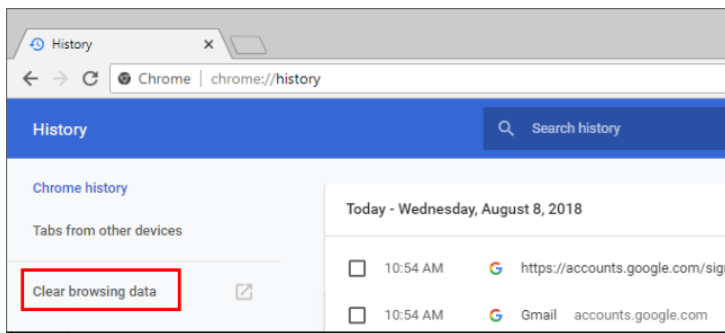 History
Chrome | chrome://history
History
Search history
Chrome history
Tabs from other devices
Clear browsing data
Today - Wednesday, August 8, 2018
10:54 AM https://accounts.google.com/sig
10:54 AM Gmail accounts.google.com